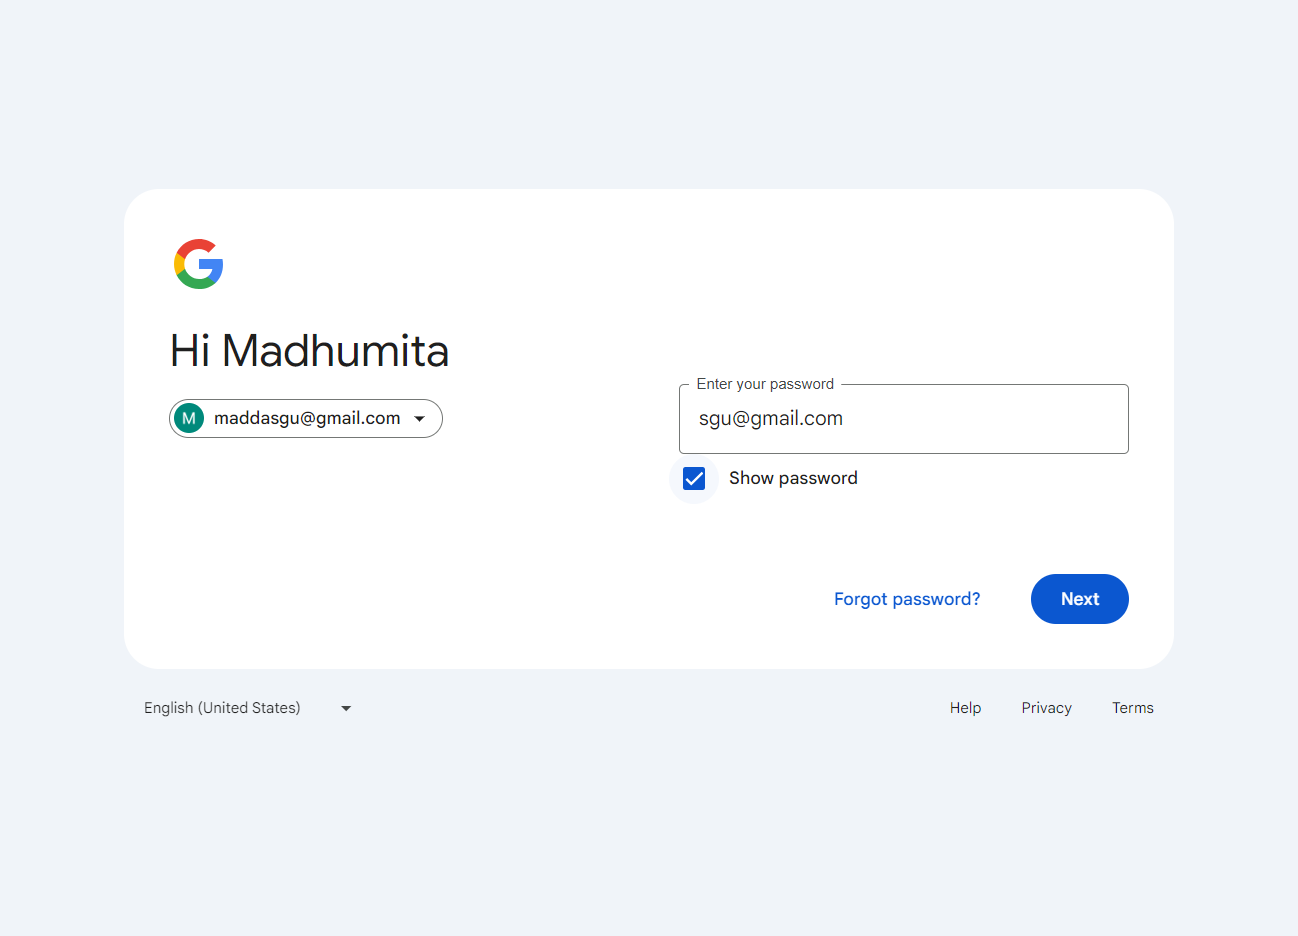 Hi Madhumita
M maddasgu@gmail.com
Enter your password
sgu@gmail.com
Show password
Forgot password?
Next
English (United States)
Help Privacy Terms